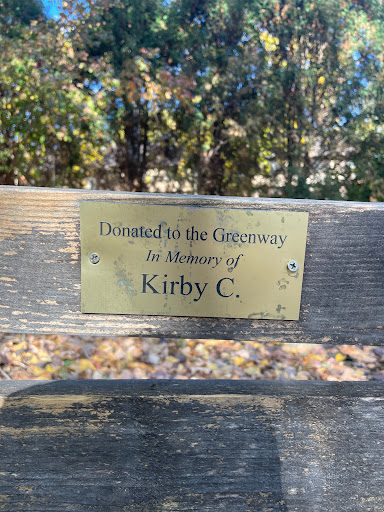 Donated to the Greenway
In Memory of
Kirby C.